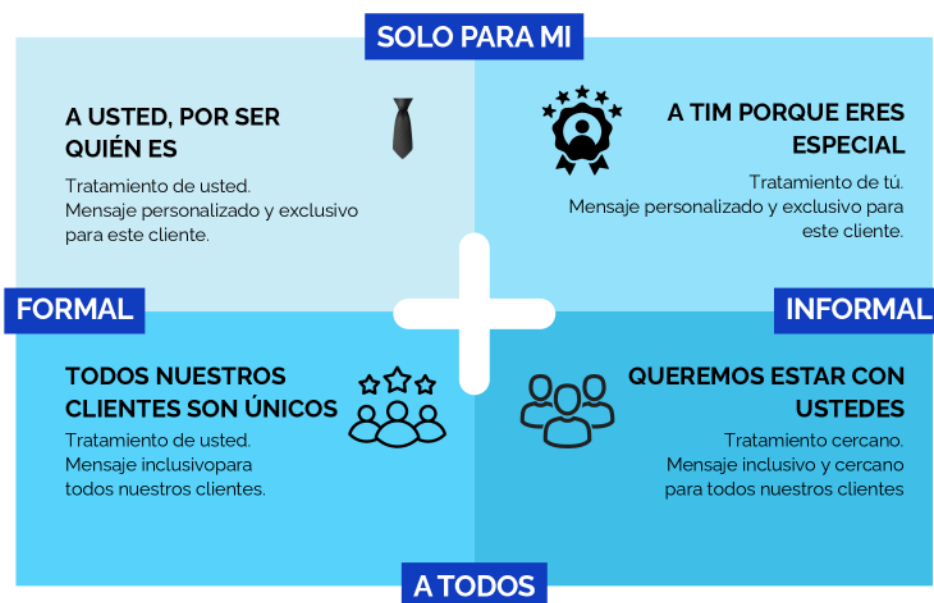 SOLO PARA MI
A USTED, POR SER
QUIÉN ES
Tratamiento de usted.
Mensaje personalizado y exclusivo
para este cliente.
A TIM PORQUE ERES
ESPECIAL
Tratamiento de tú.
Mensaje personalizado y exclusivo para
este cliente.
FORMAL
INFORMAL
TODOS NUESTROS
CLIENTES SON ÚNICOS
Tratamiento de usted.
Mensaje inclusivopara
todos nuestros clientes.
QUEREMOS ESTAR CON
USTEDES
Tratamiento cercano.
Mensaje inclusivo y cercano
para todos nuestros clientes
A TODOS